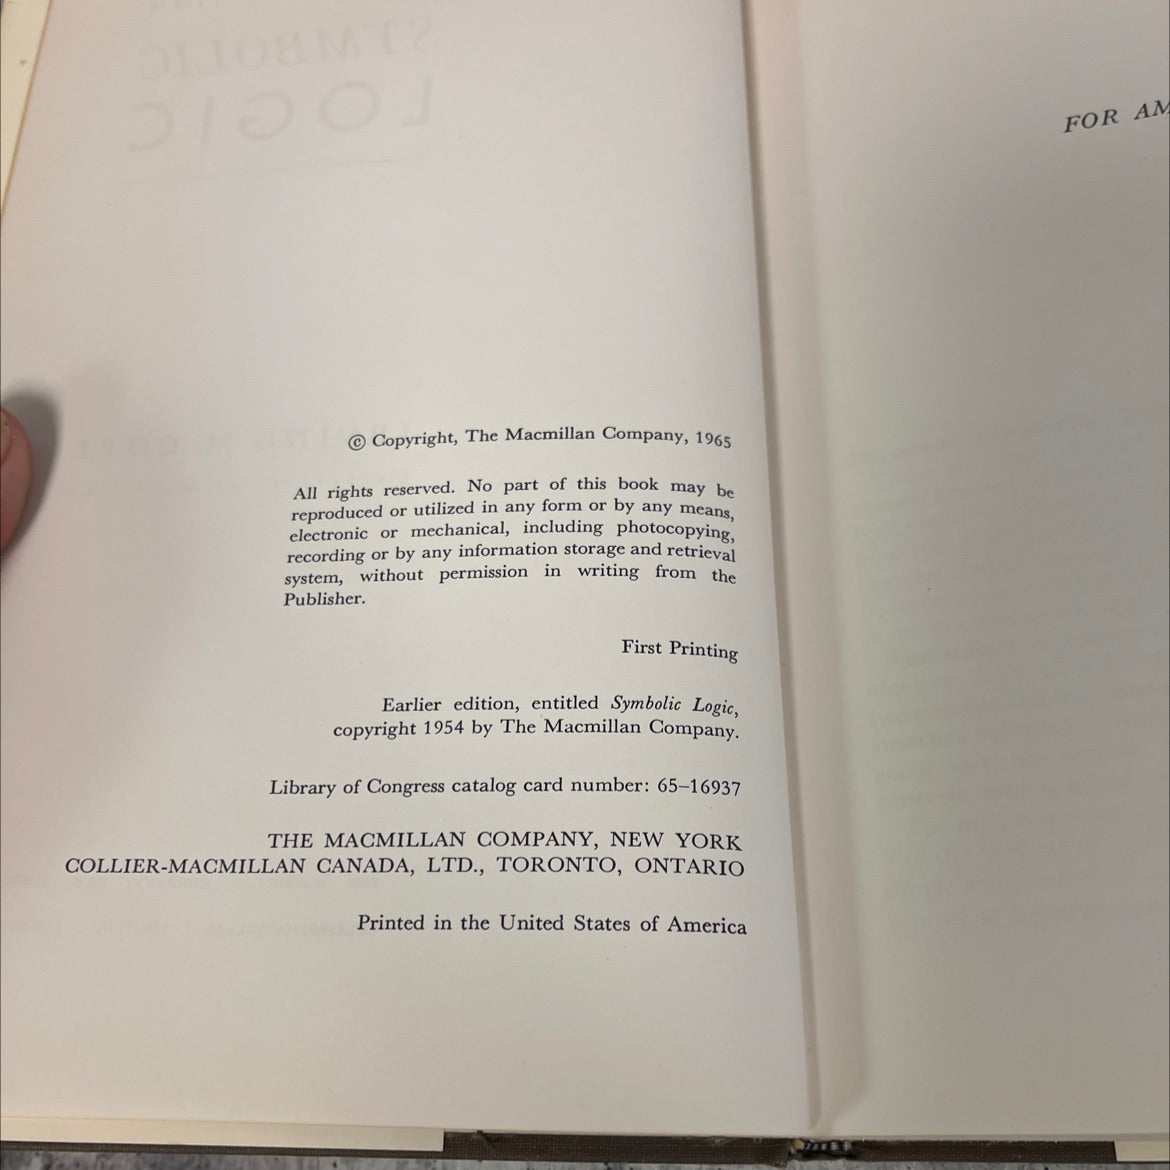 SYMBOLIC
LOGIC
© Copyright, The Macmillan Company, 1965
All rights reserved. No part of this book may be
reproduced or utilized in any form or by any means,
electronic or mechanical, including photocopying,
recording or by any information storage and retrieval
system, without permission in writing from the
Publisher.
First Printing
Earlier edition, entitled Symbolic Logic,
copyright 1954 by The Macmillan Company.
Library of Congress catalog card number: 65–16937
THE MACMILLAN COMPANY, NEW YORK
COLLIER-MACMILLAN CANADA, LTD., TORONTO, ONTARIO
Printed in the United States of America
FOR AM